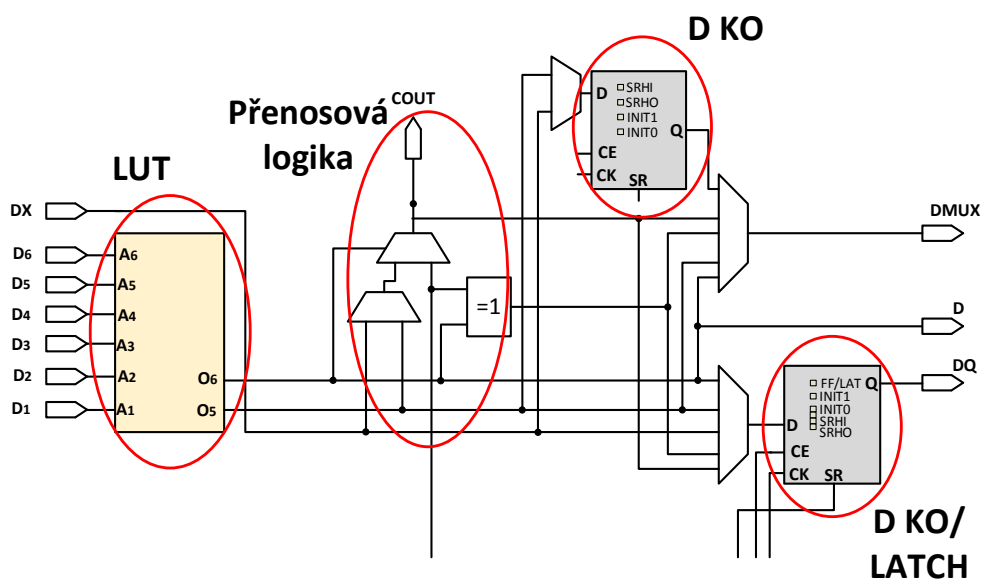 D KO
Přenosová
logika
COUT
LUT
DX
D6
D5
D4
D3
D2
D1
A6
A5
A4
A3
A2
A1
O6
O5
=1
D
SRHI
SRHO
INIT1
INIT0
Q
CE
CK
SR
DMUX
D
DQ
FF/LAT
Q
INIT1
INIT0
SRHI
SRHO
D
CE
CK
SR
D KO/
LATCH